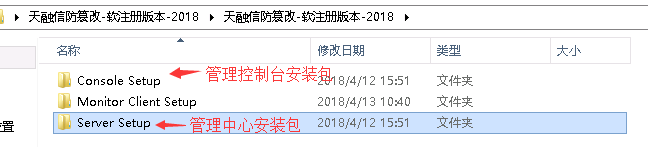 天融信防篡改-软注册版本-2018 ▸ 天融信防篡改-软注册版本-2018 ▸
名称 修改日期 类型 大小
Console Setup 管理控制台安装包 2018/4/12 15:51 文件夹
Monitor Client Setup 2018/4/13 10:40 文件夹
置 Server Setup 管理中心安装包 2018/4/12 15:51 文件夹